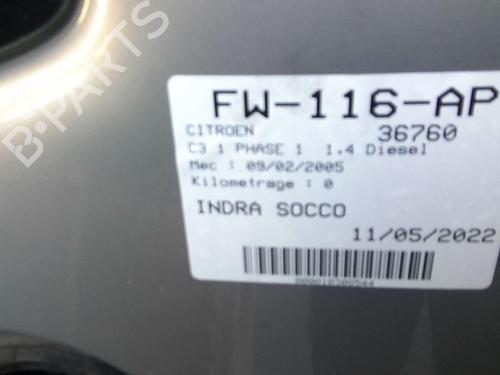 B-PARTS
FW-116-AP
CITROEN 36760
C3 1 PHASE 1 1.4 Diesel
Mec : 09/02/2005
Kilometrage : 0
INDRA SOCCO
11/05/2022